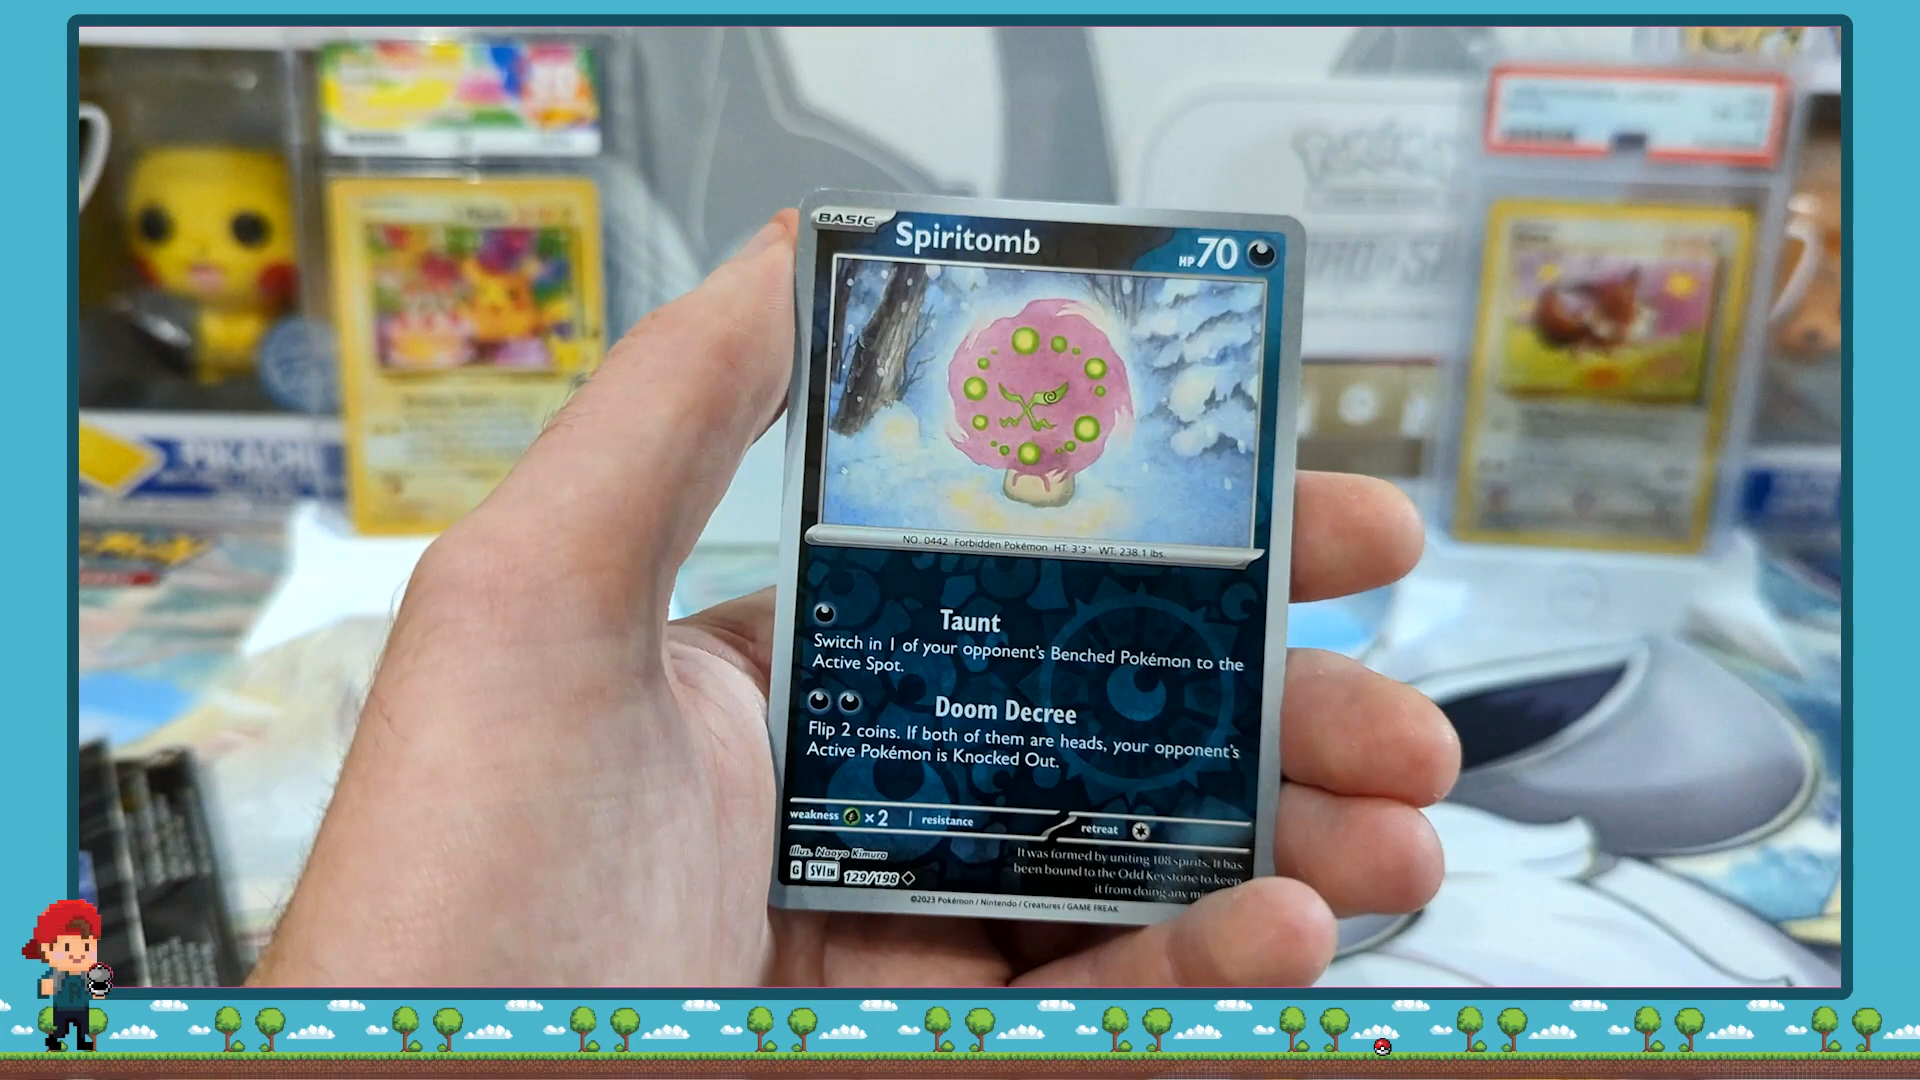 BASIC
Spiritomb
HP 70
NO. 0442 Forbidden Pokémon HT: 3'3" WT: 238.1 lbs.
Taunt
Switch in 1 of your opponent's Benched Pokémon to the
Active Spot.
Doom Decree
Flip 2 coins. If both of them are heads, your opponent's
Active Pokémon is Knocked Out.
weakness ×2 | resistance
retreat
Illus. Naoyo Kimura
G SVI EN 129/198
It was formed by uniting 108 spirits. It has
been bound to the Odd Keystone to keep
it from doing any
©2023 Pokémon / Nintendo / Creatures / GAME FREAK
PIKACHU